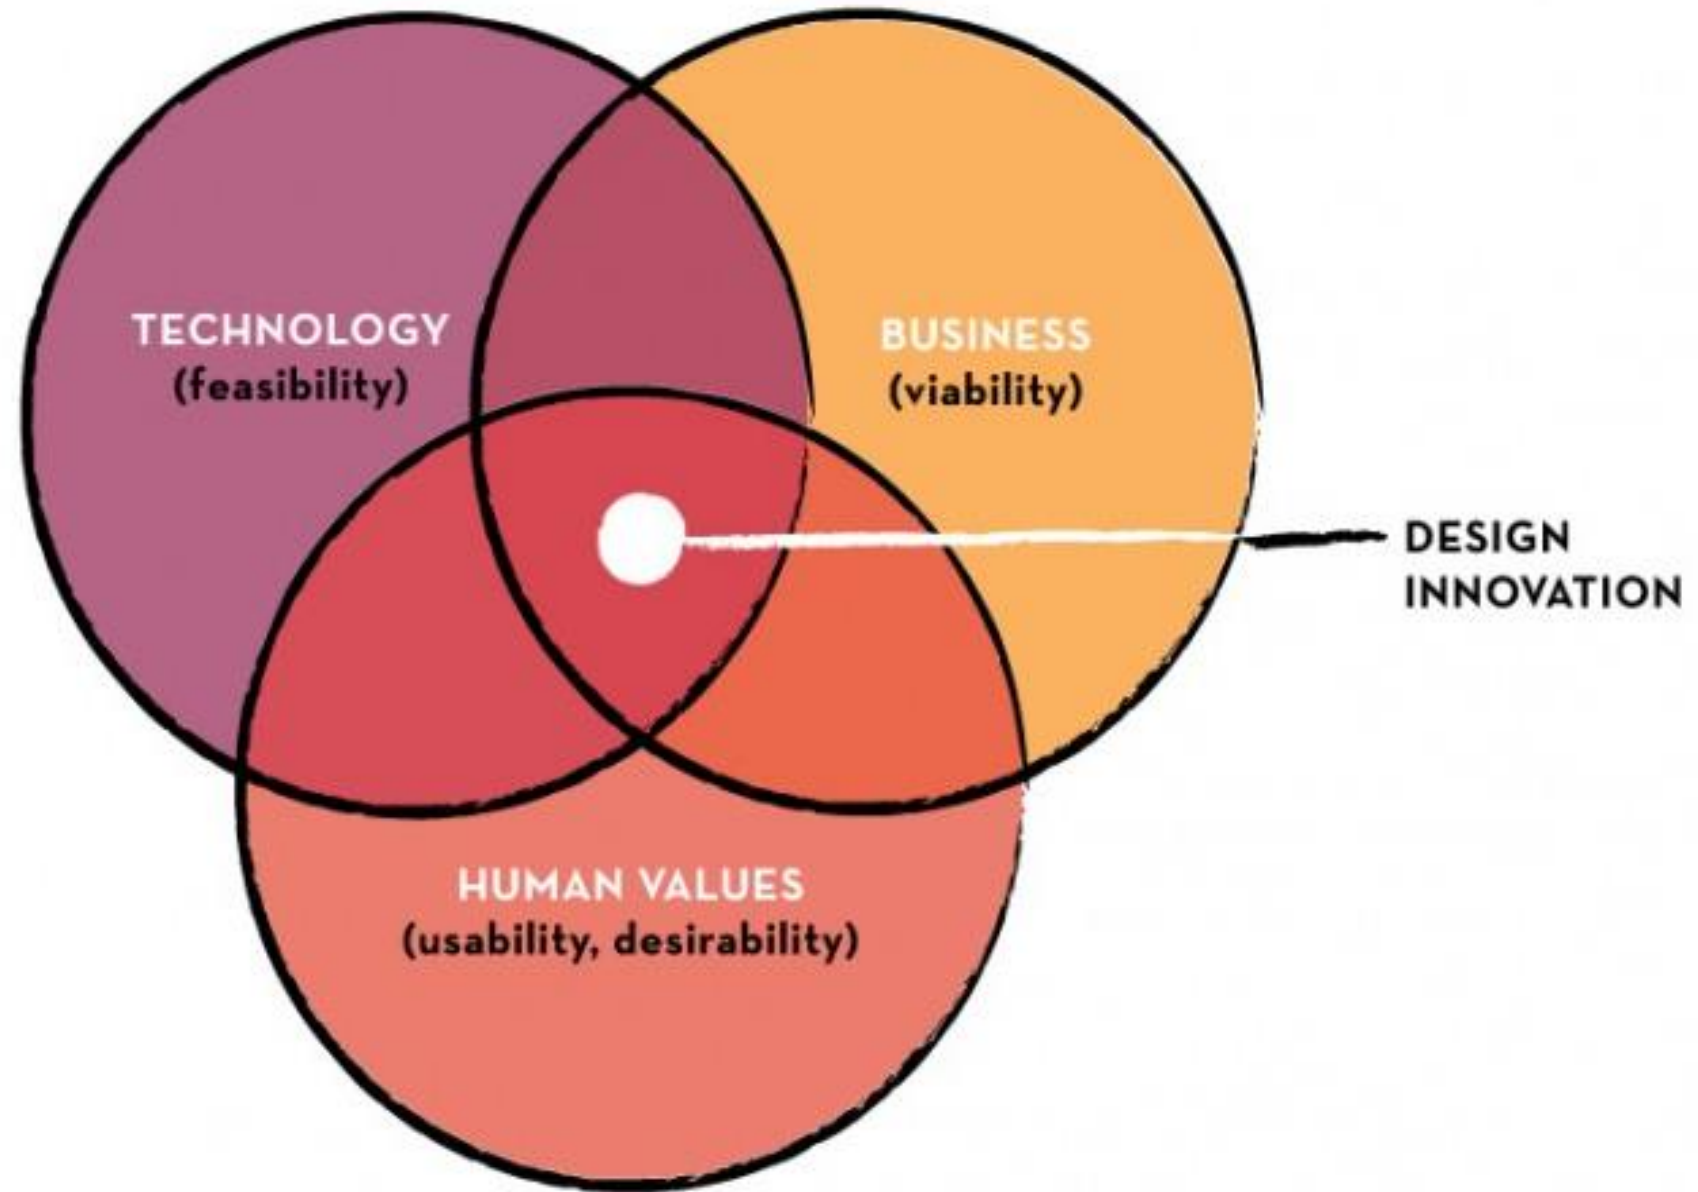 TECHNOLOGY
(feasibility)
BUSINESS
(viability)
DESIGN
INNOVATION
HUMAN VALUES
(usability, desirability)